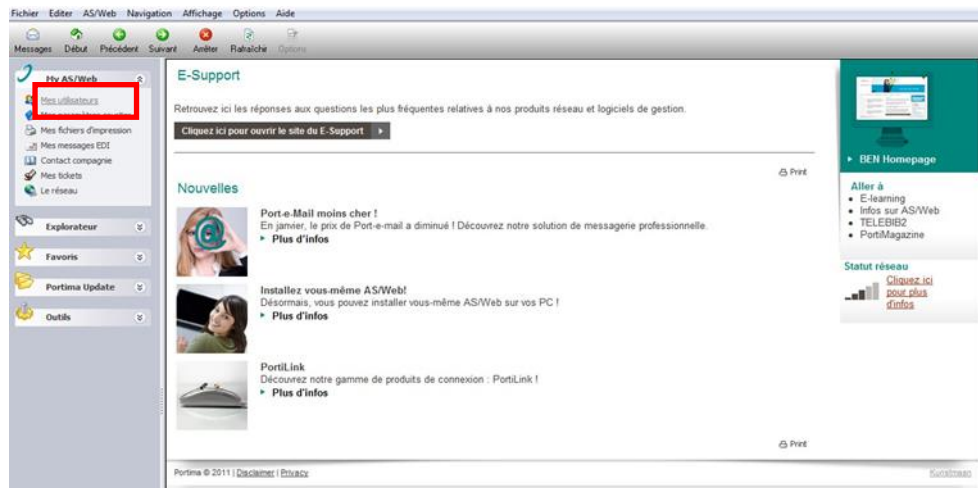 Fichier Editer AS/Web Navigation Affichage Options Aide
Messages Début Précédent Suivant Arrêter Rafraîchir Options
My AS/Web
Mes utilisateurs
Mes fichiers d'impression
Mes messages EDI
Contact compagnie
Mes tickets
Le réseau
Explorateur
Favoris
Portima Update
Outils
E-Support
Retrouvez ici les réponses aux questions les plus fréquentes relatives à nos produits réseau et logiciels de gestion.
Cliquez ici pour ouvrir le site du E-Support
Print
Nouvelles
Port-e-Mail moins cher !
En janvier, le prix de Port-e-mail a diminué ! Découvrez notre solution de messagerie professionnelle.
Plus d'infos
Installez vous-même AS/Web!
Désormais, vous pouvez installer vous-même AS/Web sur vos PC !
Plus d'infos
PortiLink
Découvrez notre gamme de produits de connexion : PortiLink !
Plus d'infos
Print
Portima © 2011 | Disclaimer | Privacy
Kunstmaan
BEN Homepage
Aller à
E-learning
Infos sur AS/Web
TELEBIB2
PortiMagazine
Statut réseau
Cliquez ici
pour plus
d'infos